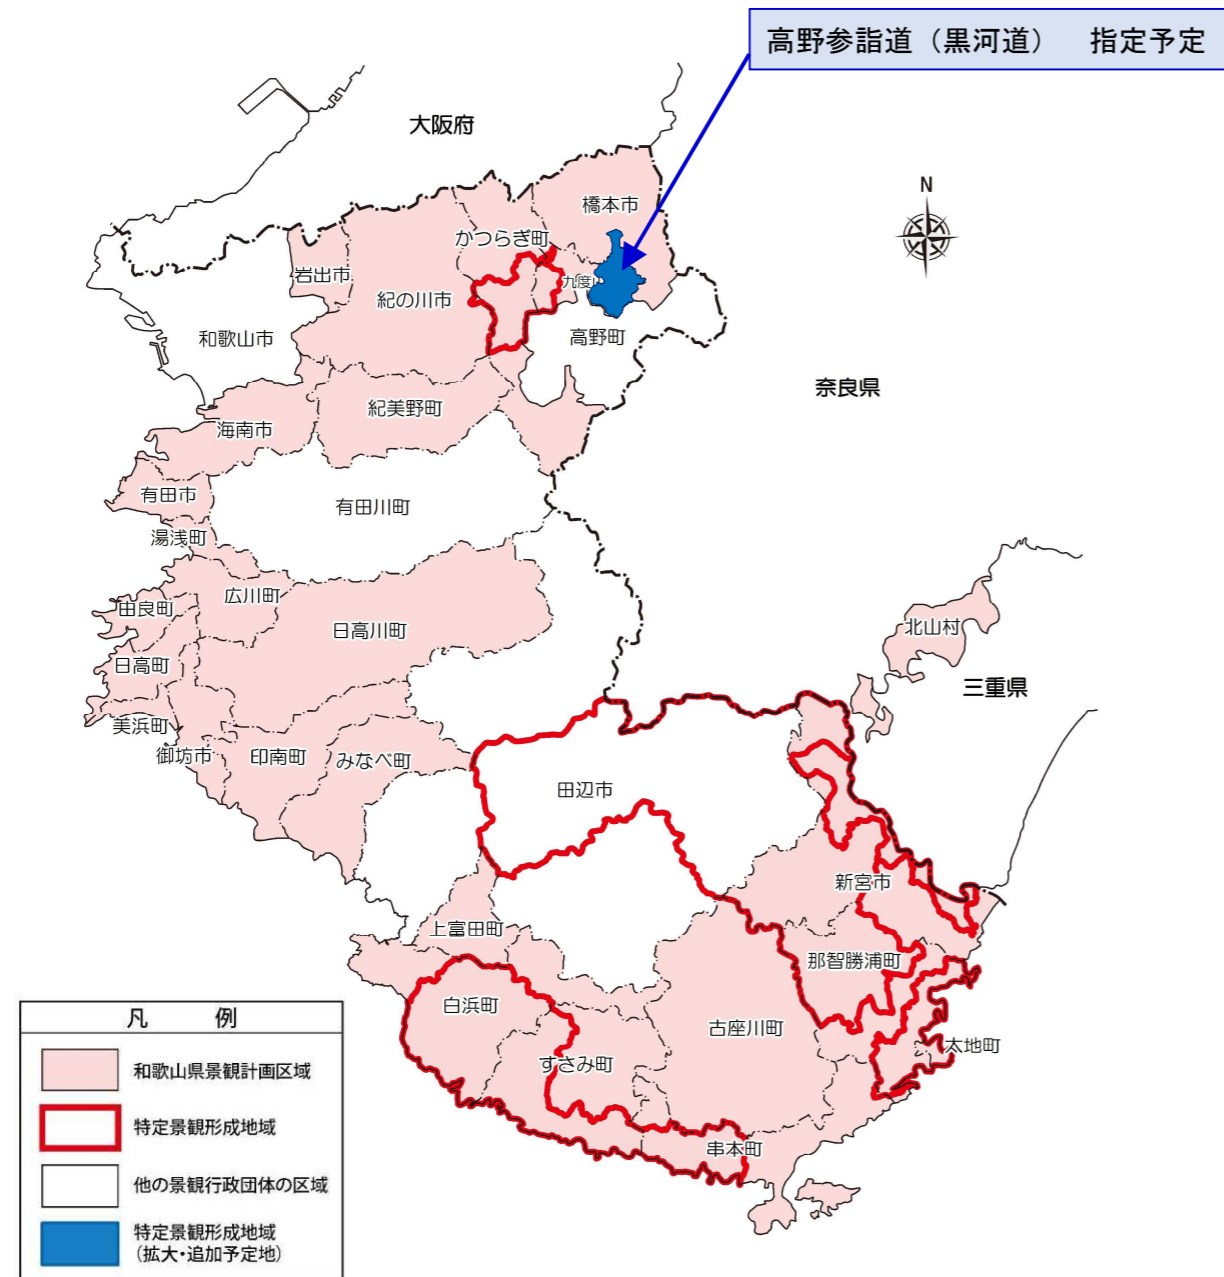 高野参詣道（黒河道）　指定予定
大阪府
N
橋本市
かつらぎ町
岩出市
九度
紀の川市
和歌山市
高野町
奈良県
紀美野町
海南市
有田市
有田川町
湯浅町
広川町
由良町
北山村
日高川町
日高町
三重県
美浜町
御坊市
印南町
みなべ町
田辺市
新宮市
上富田町
那智勝浦町
白浜町
古座川町
太地町
すさみ町
串本町
凡　例
和歌山県景観計画区域
特定景観形成地域
他の景観行政団体の区域
特定景観形成地域
（拡大・追加予定地）